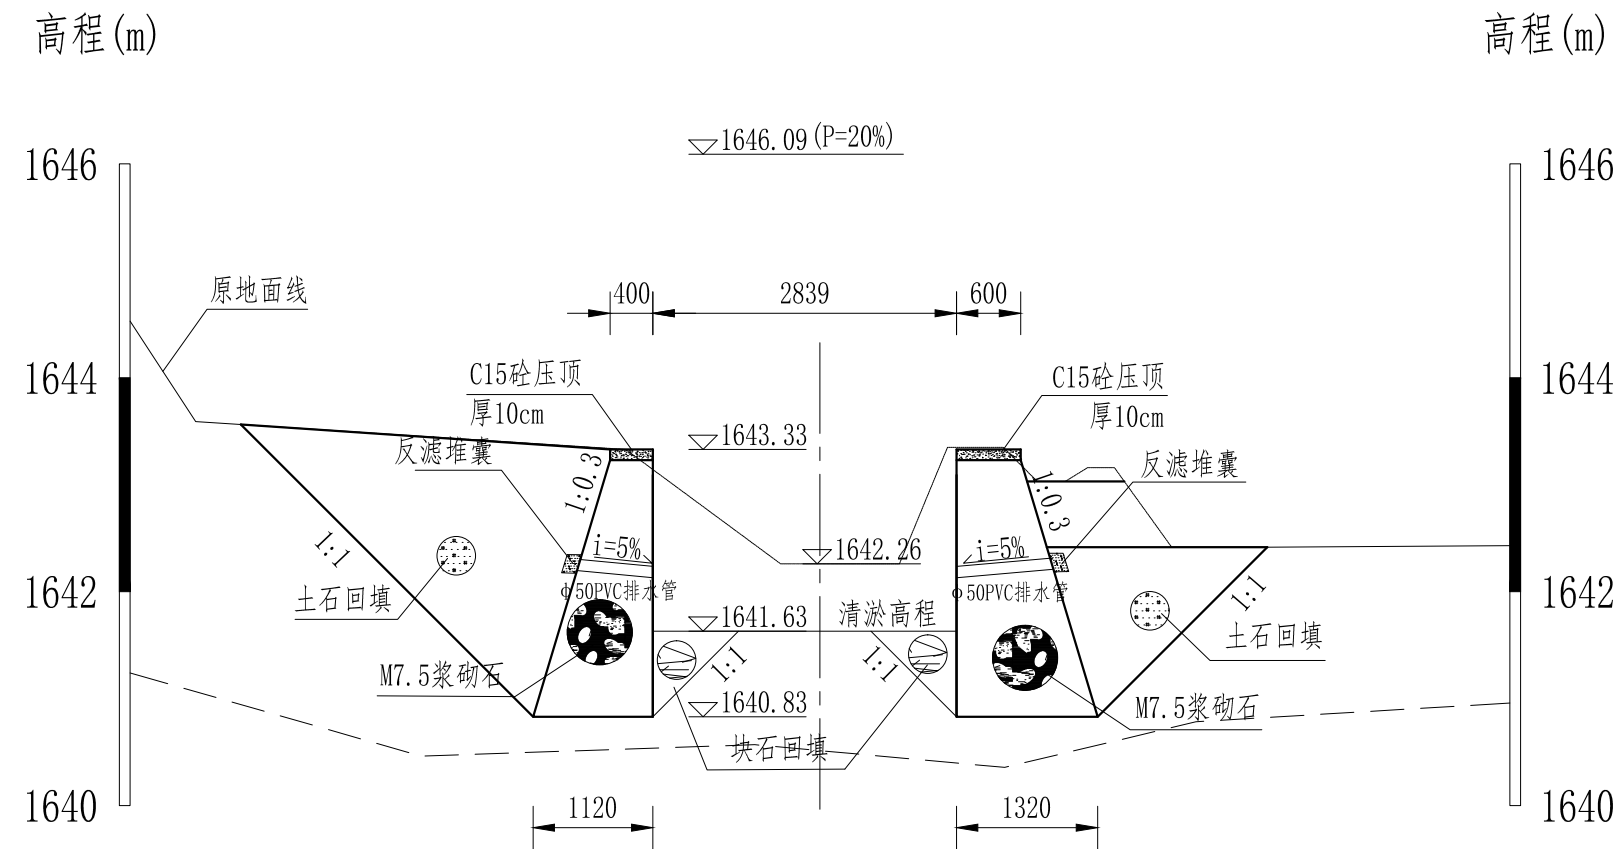 高程(m)
高程(m)
1646.09(P=20%)
1646
1646
原地面线
400
2839
600
1644
1644
C15砼压顶
厚10cm
C15砼压顶
厚10cm
1643.33
反滤堆囊
反滤堆囊
1:0.3
1:0.3
1:1
i=5%
1642.26
i=5%
1:1
1642
土石回填
φ50PVC排水管
φ50PVC排水管
1642
1641.63
清淤高程
土石回填
M7.5浆砌石
1:1
1:1
1640.83
M7.5浆砌石
块石回填
1640
1120
1320
1640